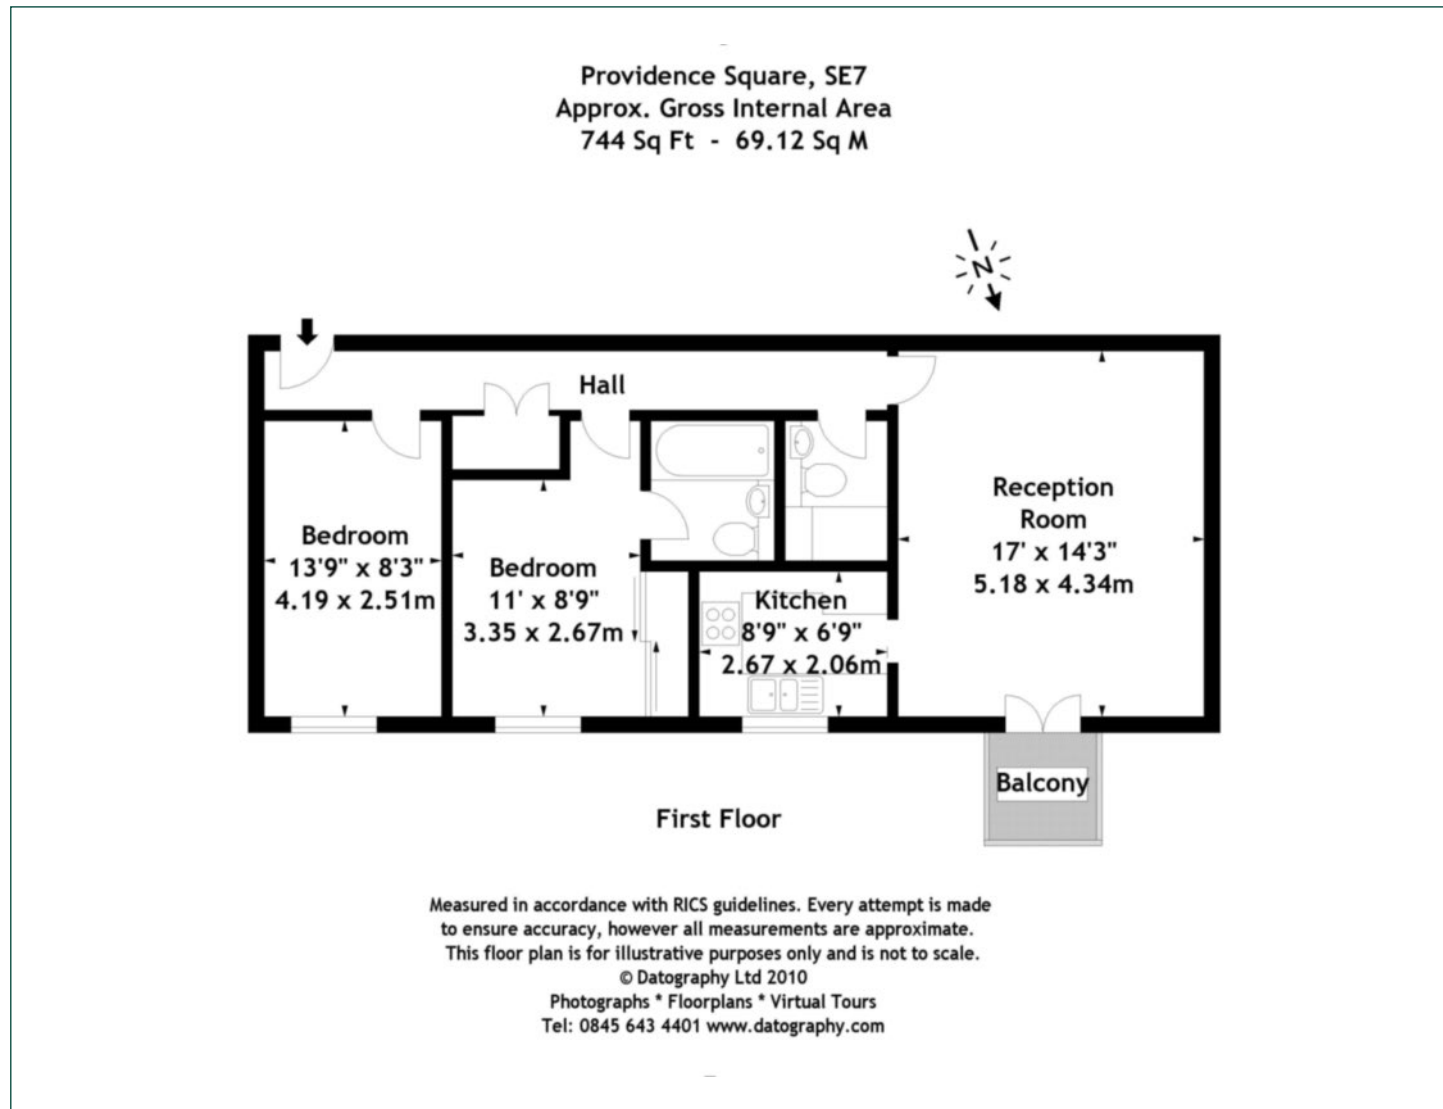 Providence Square, SE7
Approx. Gross Internal Area
744 Sq Ft - 69.12 Sq M
N
Hall
Bedroom
13'9" x 8'3"
4.19 x 2.51m
Bedroom
11' x 8'9"
3.35 x 2.67m
Kitchen
8'9" x 6'9"
2.67 x 2.06m
Reception
Room
17' x 14'3"
5.18 x 4.34m
Balcony
First Floor
Measured in accordance with RICS guidelines. Every attempt is made
to ensure accuracy, however all measurements are approximate.
This floor plan is for illustrative purposes only and is not to scale.
© Datography Ltd 2010
Photographs * Floorplans * Virtual Tours
Tel: 0845 643 4401 www.datography.com